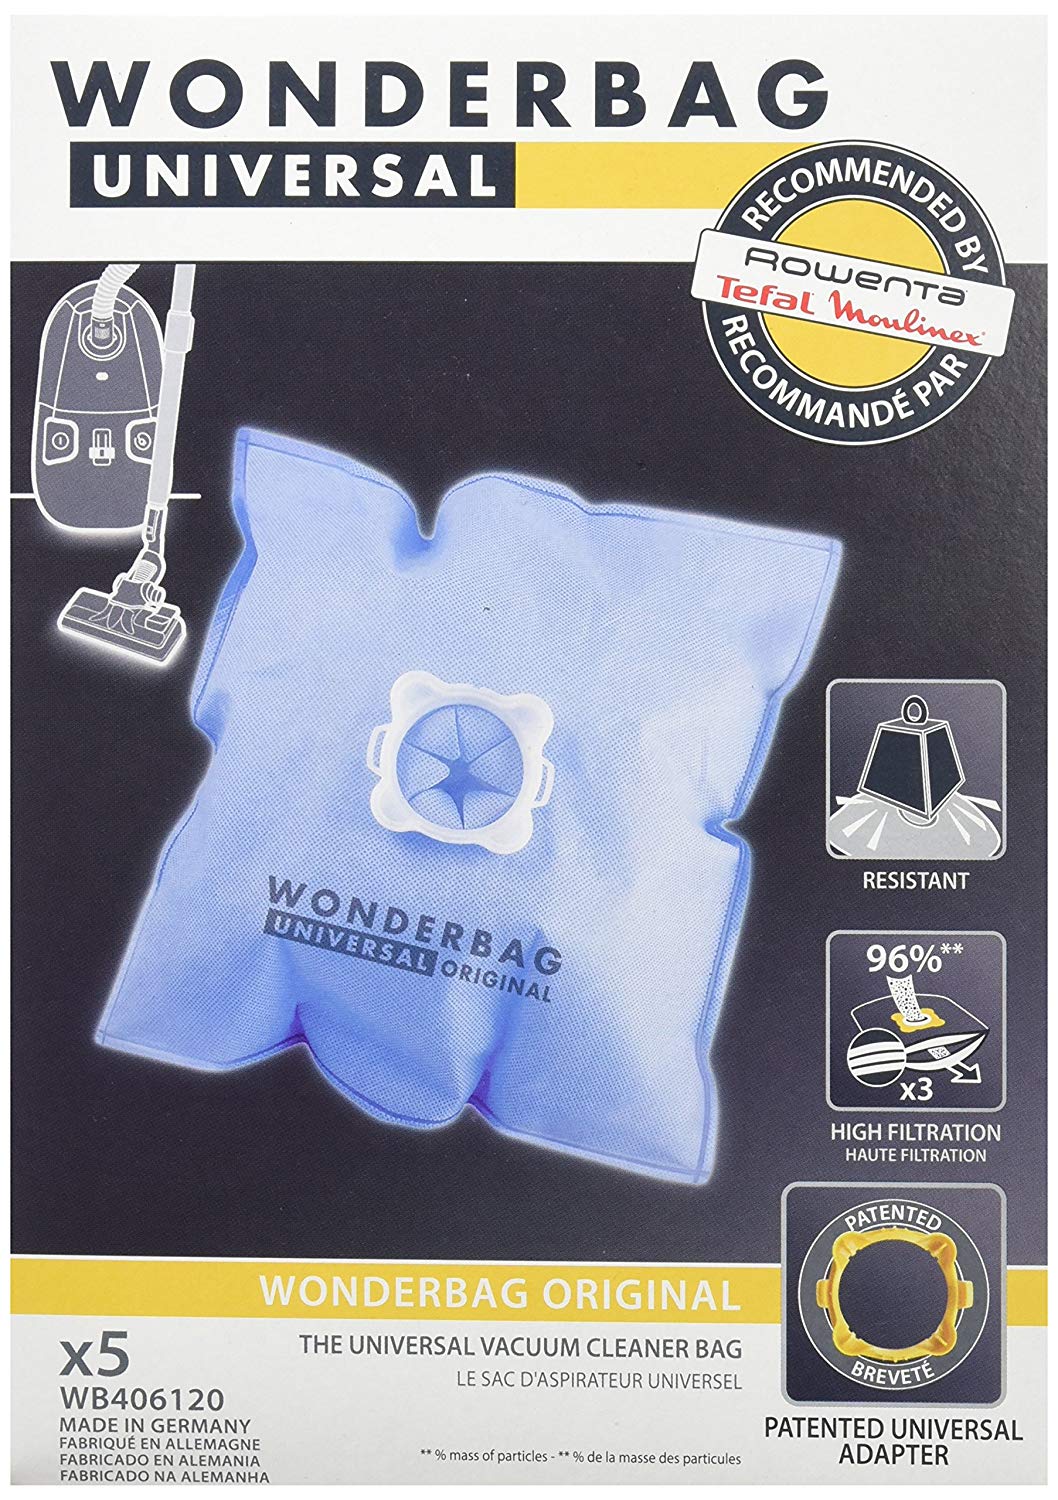 WONDERBAG
UNIVERSAL
RECOMMENDED BY
Rowenta
Tefal Moulinex
RECOMMANDÉ PAR
WONDERBAG
UNIVERSAL ORIGINAL
RESISTANT
96%**
x3
HIGH FILTRATION
HAUTE FILTRATION
PATENTED
BREVETÉ
PATENTED UNIVERSAL
ADAPTER
WONDERBAG ORIGINAL
x5
WB406120
MADE IN GERMANY
FABRIQUÉ EN ALLEMAGNE
FABRICADO EN ALEMANIA
FABRICADO NA ALEMANHA
THE UNIVERSAL VACUUM CLEANER BAG
LE SAC D'ASPIRATEUR UNIVERSEL
** % mass of particles - ** % de la masse des particules